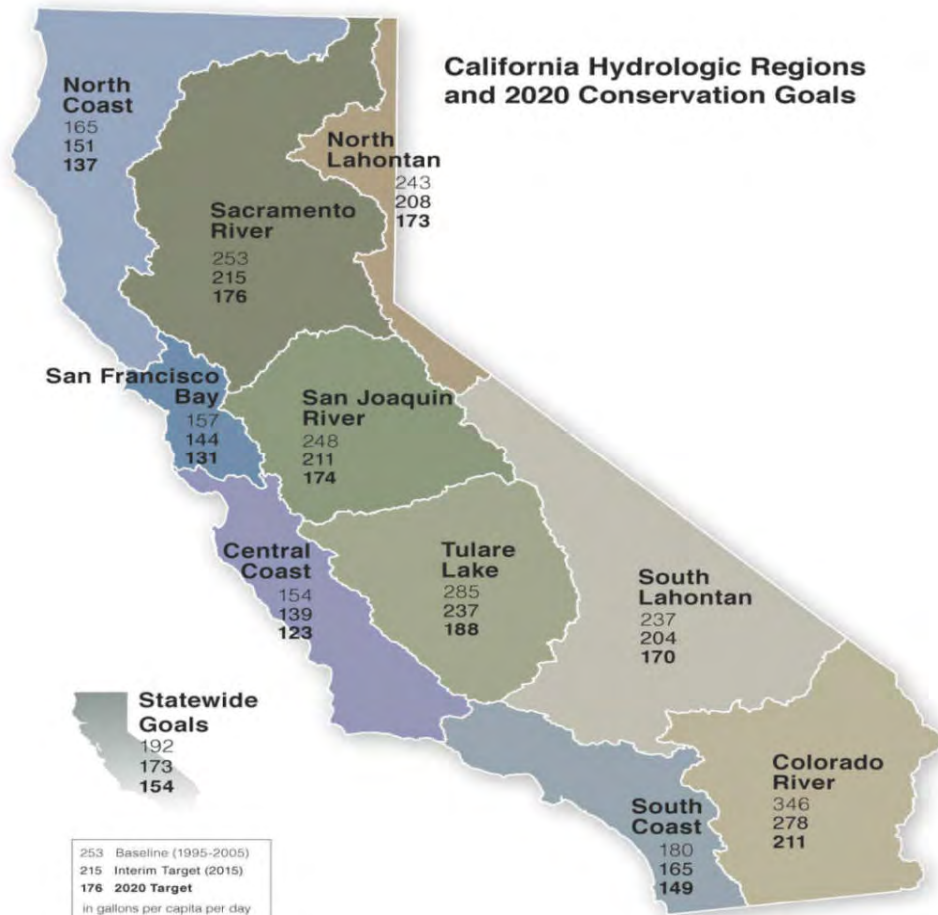 California Hydrologic Regions
and 2020 Conservation Goals
North
Coast
165
151
137
North
Lahontan
243
208
173
Sacramento
River
253
215
176
San Francisco
Bay
157
144
131
San Joaquin
River
248
211
174
Central
Coast
154
139
123
Tulare
Lake
285
237
188
South
Lahontan
237
204
170
Statewide
Goals
192
173
154
South
Coast
180
165
149
Colorado
River
346
278
211
253 Baseline (1995-2005)
215 Interim Target (2015)
176 2020 Target
in gallons per capita per day